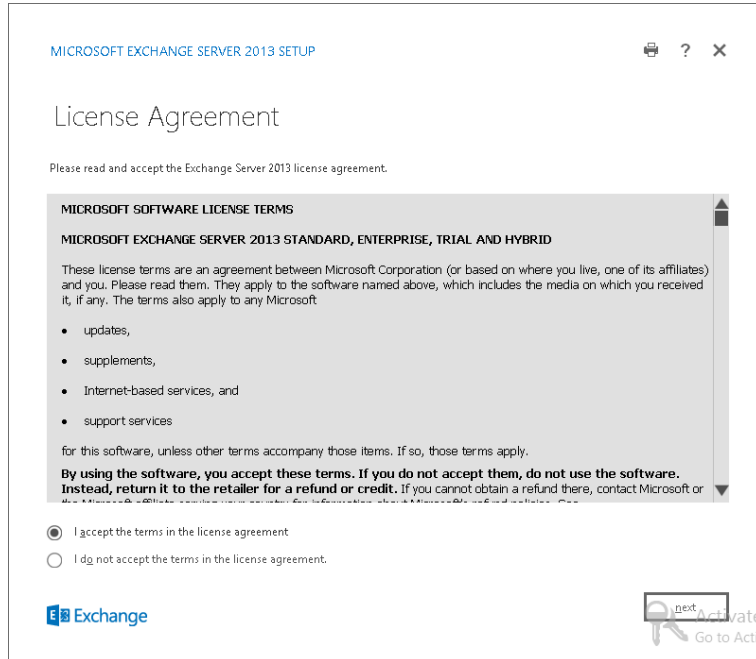 MICROSOFT EXCHANGE SERVER 2013 SETUP
?
License Agreement
Please read and accept the Exchange Server 2013 license agreement.
MICROSOFT SOFTWARE LICENSE TERMS
MICROSOFT EXCHANGE SERVER 2013 STANDARD, ENTERPRISE, TRIAL AND HYBRID
These license terms are an agreement between Microsoft Corporation (or based on where you live, one of its affiliates)
and you. Please read them. They apply to the software named above, which includes the media on which you received
it, if any. The terms also apply to any Microsoft
• updates,
• supplements,
• Internet-based services, and
• support services
for this software, unless other terms accompany those items. If so, those terms apply.
By using the software, you accept these terms. If you do not accept them, do not use the software.
Instead, return it to the retailer for a refund or credit. If you cannot obtain a refund there, contact Microsoft or
I accept the terms in the license agreement
I do not accept the terms in the license agreement.
E Exchange
next
Activate
Go to Acti